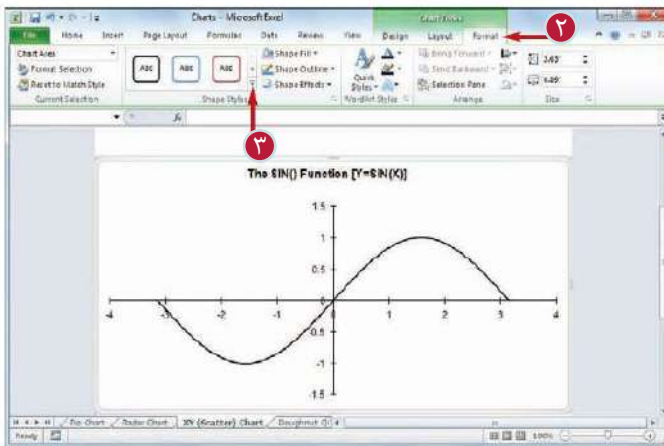 Charts - Microsoft Excel
Chart Tools
File Home Insert Page Layout Formulas Data Review View Design Layout Format
۲
Chart Area
Format Selection
Reset to Match Style
Current Selection
Abc Abc Abc
Shape Fill
Shape Outline
Shape Effects
Shape Styles
Quick Styles
WordArt Styles
Bring Forward
Send Backward
Selection Pane
Arrange
Size
۳
fx
The SIN() Function [Y=SIN(X)]
1.5
1
0.5
-4 -3 -2 -1 0 1 2 3 4
-0.5
-1
-1.5
Pie Chart Radar Chart XY (Scatter) Chart Doughnut
Ready
100%